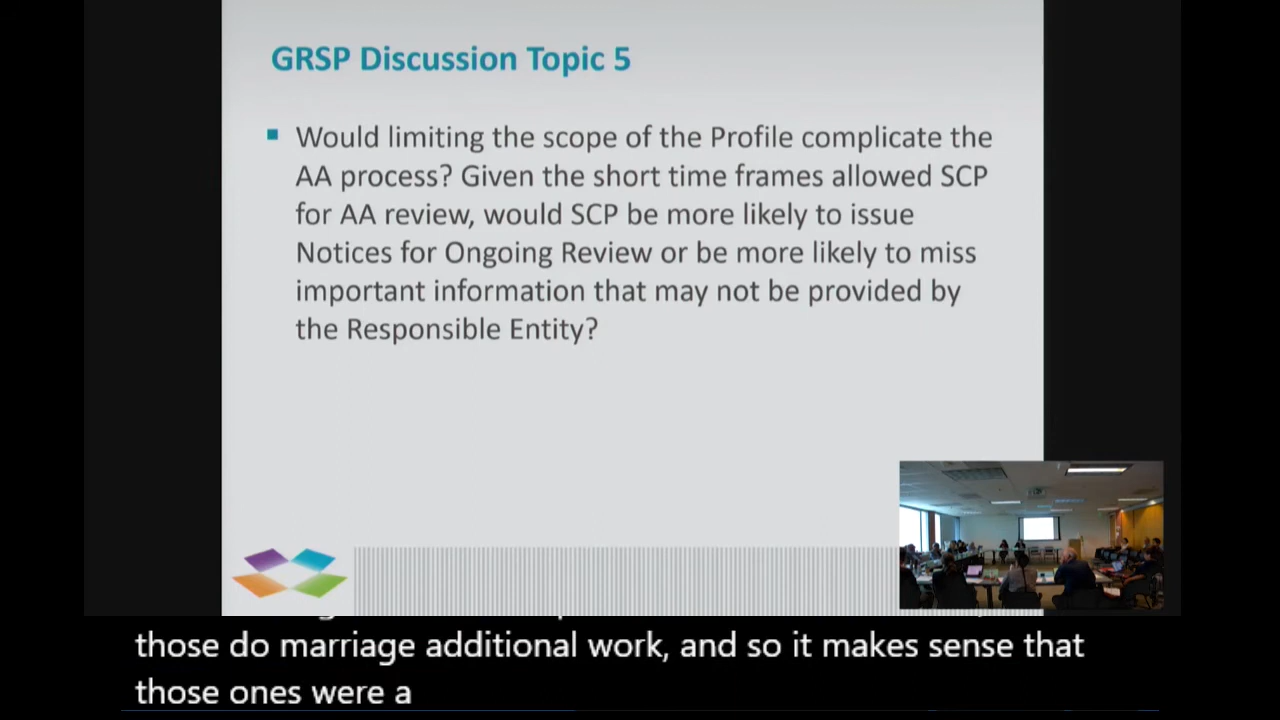 GRSP Discussion Topic 5
Would limiting the scope of the Profile complicate the
AA process? Given the short time frames allowed SCP
for AA review, would SCP be more likely to issue
Notices for Ongoing Review or be more likely to miss
important information that may not be provided by
the Responsible Entity?
those do marriage additional work, and so it makes sense that
those ones were a